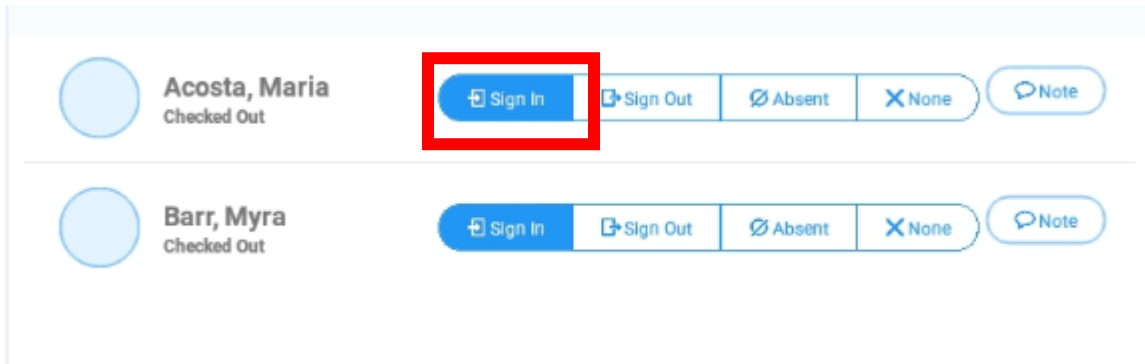 Acosta, Maria
Checked Out
Sign In Sign Out Absent None Note
Barr, Myra
Checked Out
Sign In Sign Out Absent None Note